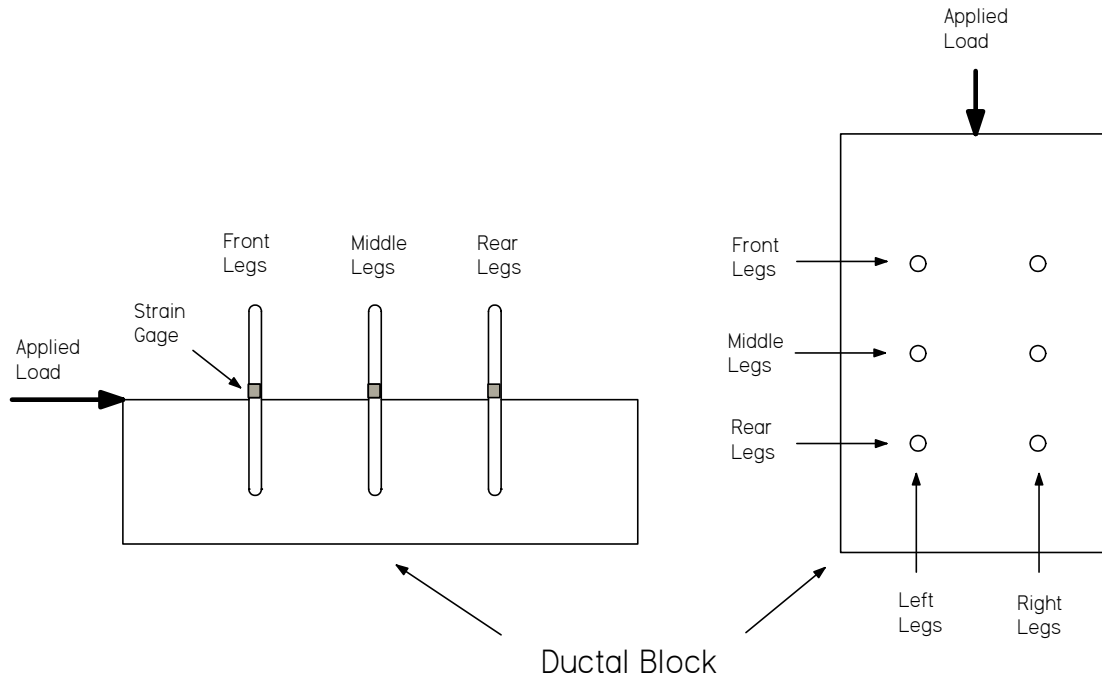 Applied
Load
Front
Legs
Middle
Legs
Rear
Legs
Strain
Gage
Applied
Load
Front
Legs
Middle
Legs
Rear
Legs
Left
Legs
Right
Legs
Ductal Block